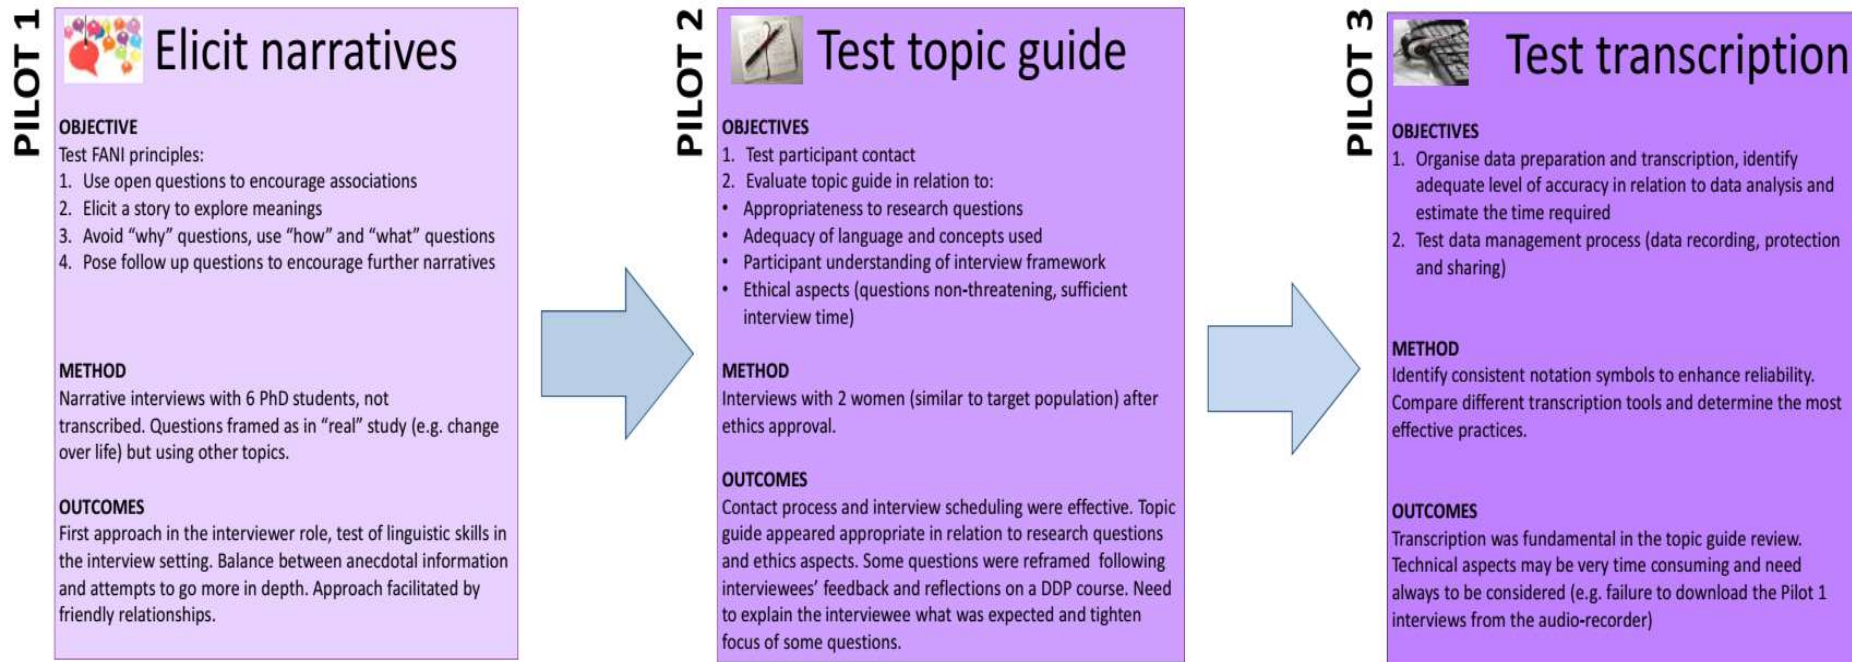 PILOT 1
Elicit narratives
OBJECTIVE
Test FANI principles:
1. Use open questions to encourage associations
2. Elicit a story to explore meanings
3. Avoid “why” questions, use “how” and “what” questions
4. Pose follow up questions to encourage further narratives
METHOD
Narrative interviews with 6 PhD students, not
transcribed. Questions framed as in “real” study (e.g. change
over life) but using other topics.
OUTCOMES
First approach in the interviewer role, test of linguistic skills in
the interview setting. Balance between anecdotal information
and attempts to go more in depth. Approach facilitated by
friendly relationships.
PILOT 2
Test topic guide
OBJECTIVES
1. Test participant contact
2. Evaluate topic guide in relation to:
• Appropriateness to research questions
• Adequacy of language and concepts used
• Participant understanding of interview framework
• Ethical aspects (questions non-threatening, sufficient
interview time)
METHOD
Interviews with 2 women (similar to target population) after
ethics approval.
OUTCOMES
Contact process and interview scheduling were effective. Topic
guide appeared appropriate in relation to research questions
and ethics aspects. Some questions were reframed following
interviewees’ feedback and reflections on a DDP course. Need
to explain the interviewee what was expected and tighten
focus of some questions.
PILOT 3
Test transcription
OBJECTIVES
1. Organise data preparation and transcription, identify
adequate level of accuracy in relation to data analysis and
estimate the time required
2. Test data management process (data recording, protection
and sharing)
METHOD
Identify consistent notation symbols to enhance reliability.
Compare different transcription tools and determine the most
effective practices.
OUTCOMES
Transcription was fundamental in the topic guide review.
Technical aspects may be very time consuming and need
always to be considered (e.g. failure to download the Pilot 1
interviews from the audio-recorder)